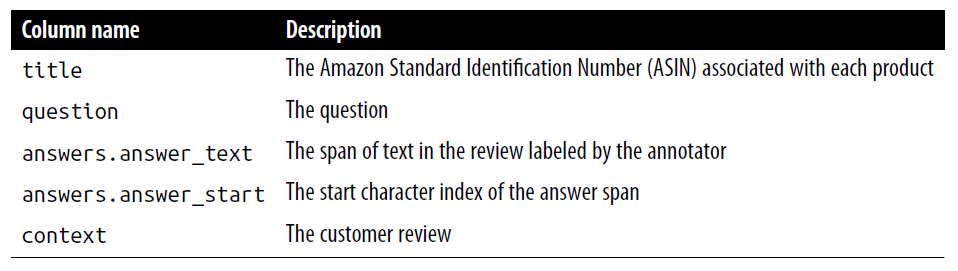 Column name Description
title The Amazon Standard Identification Number (ASIN) associated with each product
question The question
answers.answer_text The span of text in the review labeled by the annotator
answers.answer_start The start character index of the answer span
context The customer review